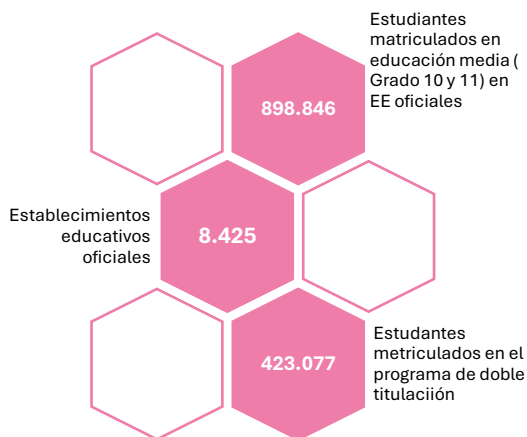 Estudiantes
matriculados en
educación media (
Grado 10 y 11) en
EE oficiales
898.846
Establecimientos
educativos
oficiales
8.425
423.077
Estudantes
metriculados en el
programa de doble
titulaciión